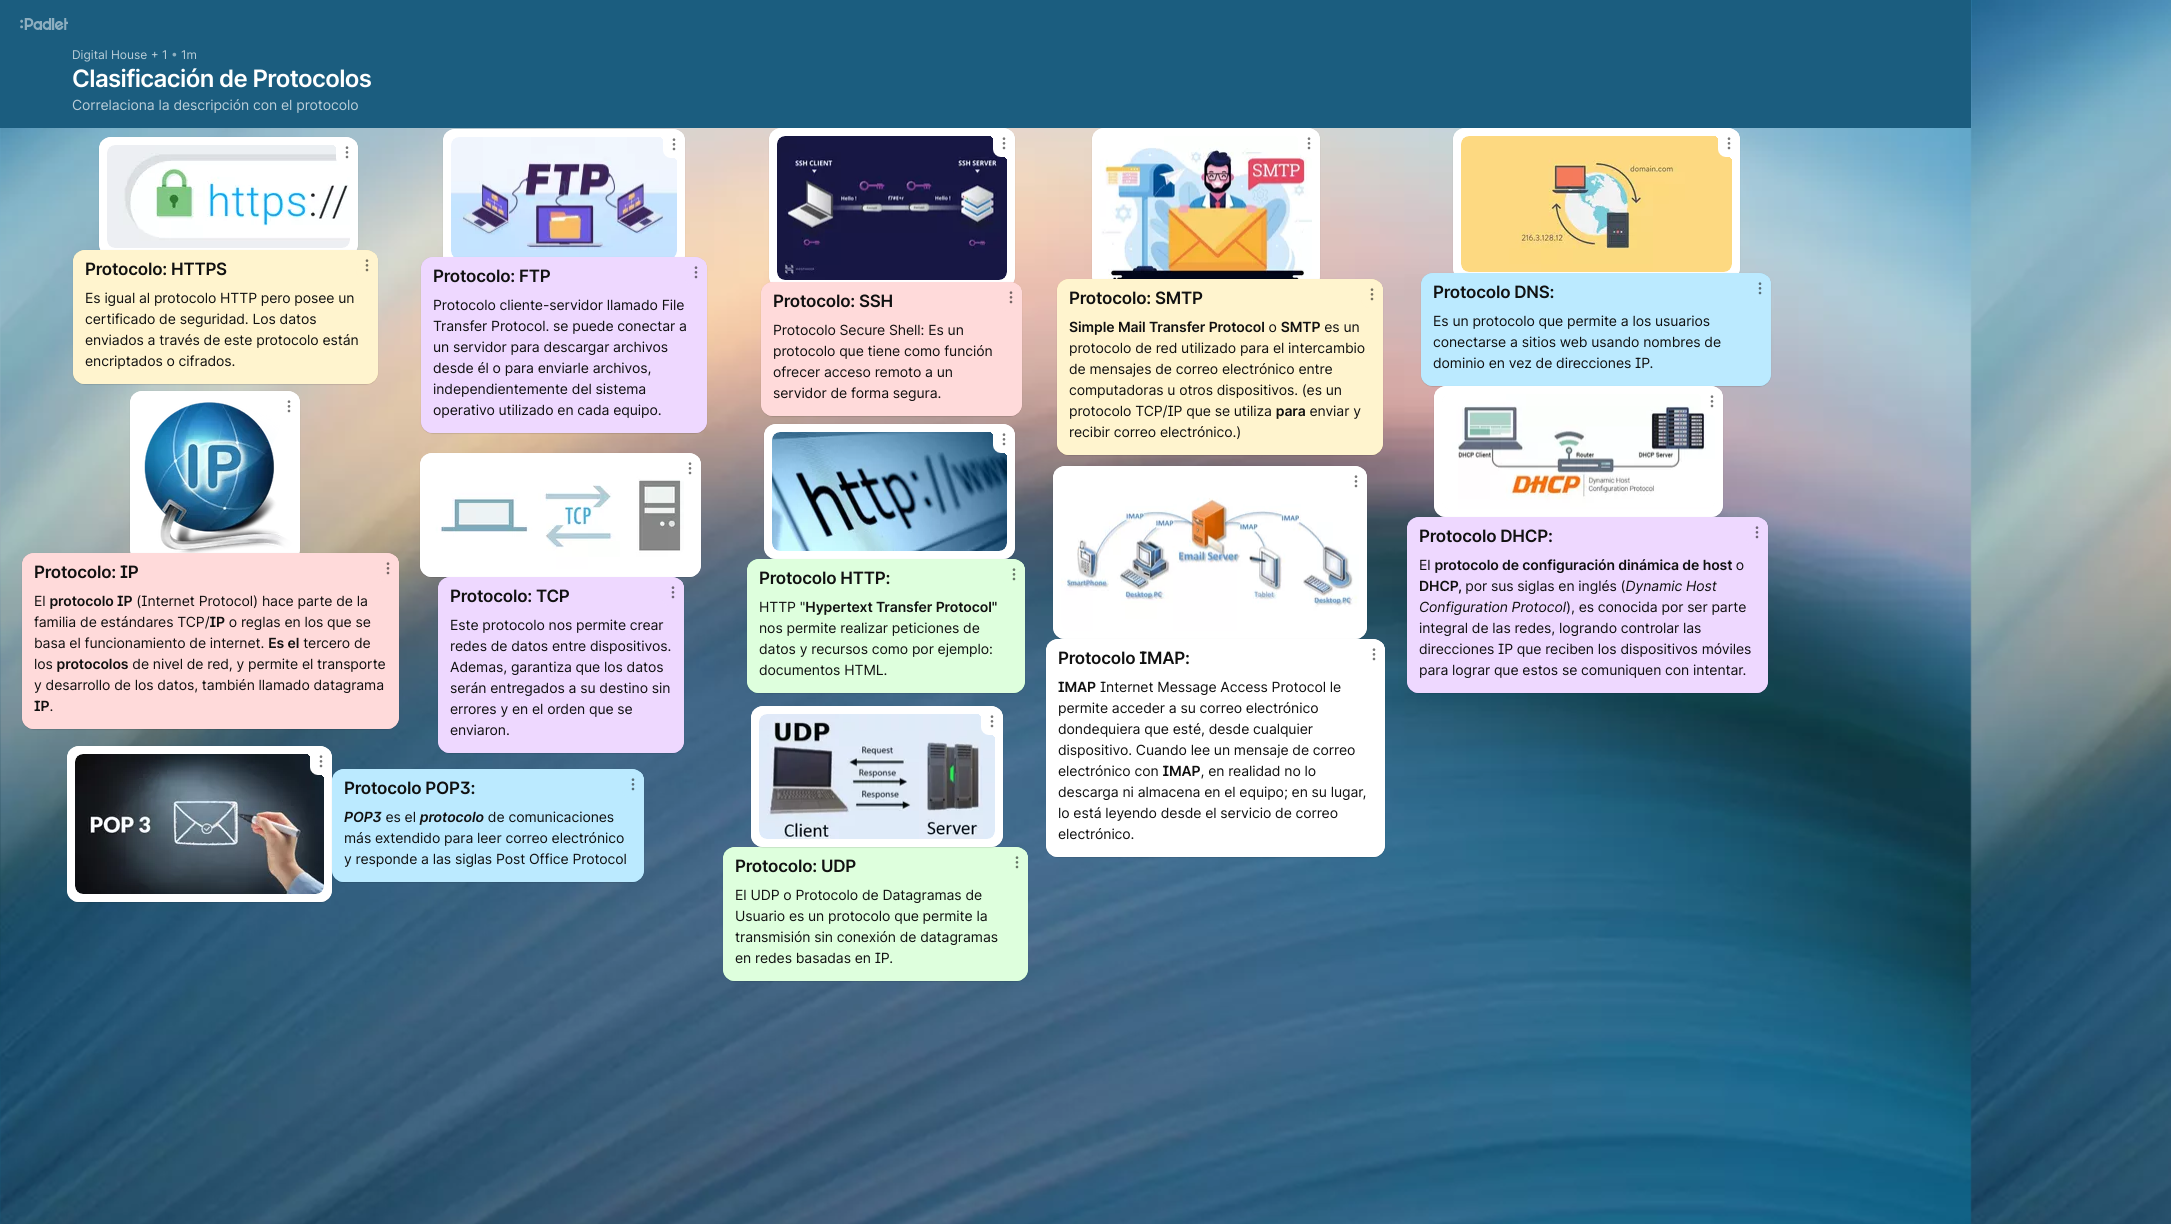 :Padlet
Digital House + 1 • 1m
Clasificación de Protocolos
Correlaciona la descripción con el protocolo
https://
Protocolo: HTTPS
Es igual al protocolo HTTP pero posee un
certificado de seguridad. Los datos
enviados a través de este protocolo están
encriptados o cifrados.
IP
Protocolo: IP
El protocolo IP (Internet Protocol) hace parte de la
familia de estándares TCP/IP o reglas en los que se
basa el funcionamiento de internet. Es el tercero de
los protocolos de nivel de red, y permite el transporte
y desarrollo de los datos, también llamado datagrama
IP.
POP 3
Protocolo POP3:
POP3 es el protocolo de comunicaciones
más extendido para leer correo electrónico
y responde a las siglas Post Office Protocol
FTP
Protocolo: FTP
Protocolo cliente-servidor llamado File
Transfer Protocol. se puede conectar a
un servidor para descargar archivos
desde él o para enviarle archivos,
independientemente del sistema
operativo utilizado en cada equipo.
TCP
Protocolo: TCP
Este protocolo nos permite crear
redes de datos entre dispositivos.
Ademas, garantiza que los datos
serán entregados a su destino sin
errores y en el orden que se
enviaron.
SSH CLIENT
SSH SERVER
Hello !
Hello !
Protocolo: SSH
Protocolo Secure Shell: Es un
protocolo que tiene como función
ofrecer acceso remoto a un
servidor de forma segura.
http://www
Protocolo HTTP:
HTTP "Hypertext Transfer Protocol"
nos permite realizar peticiones de
datos y recursos como por ejemplo:
documentos HTML.
UDP
Request
Response
Response
Client
Server
Protocolo: UDP
El UDP o Protocolo de Datagramas de
Usuario es un protocolo que permite la
transmisión sin conexión de datagramas
en redes basadas en IP.
SMTP
Protocolo: SMTP
Simple Mail Transfer Protocol o SMTP es un
protocolo de red utilizado para el intercambio
de mensajes de correo electrónico entre
computadoras u otros dispositivos. (es un
protocolo TCP/IP que se utiliza para enviar y
recibir correo electrónico.)
IMAP
IMAP
IMAP
IMAP
Email Server
SmartPhone
Desktop PC
Tablet
Desktop PC
Protocolo IMAP:
IMAP Internet Message Access Protocol le
permite acceder a su correo electrónico
dondequiera que esté, desde cualquier
dispositivo. Cuando lee un mensaje de correo
electrónico con IMAP, en realidad no lo
descarga ni almacena en el equipo; en su lugar,
lo está leyendo desde el servicio de correo
electrónico.
domain.com
216.3.128.12
Protocolo DNS:
Es un protocolo que permite a los usuarios
conectarse a sitios web usando nombres de
dominio en vez de direcciones IP.
DHCP Client
Router
DHCP Server
DHCP
Dynamic Host
Configuration Protocol
Protocolo DHCP:
El protocolo de configuración dinámica de host o
DHCP, por sus siglas en inglés (Dynamic Host
Configuration Protocol), es conocida por ser parte
integral de las redes, logrando controlar las
direcciones IP que reciben los dispositivos móviles
para lograr que estos se comuniquen con intentar.